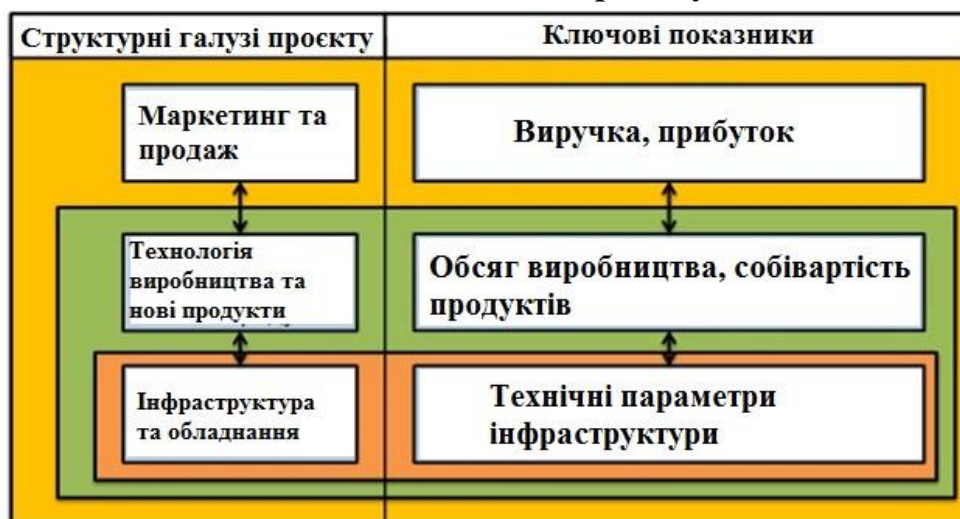 Структурні галузі проєкту
Ключові показники
Маркетинг та
продаж
Виручка, прибуток
Технологія
виробництва та
нові продукти
Обсяг виробництва, собівартість
продуктів
Інфраструктура
та обладнання
Технічні параметри
інфраструктури